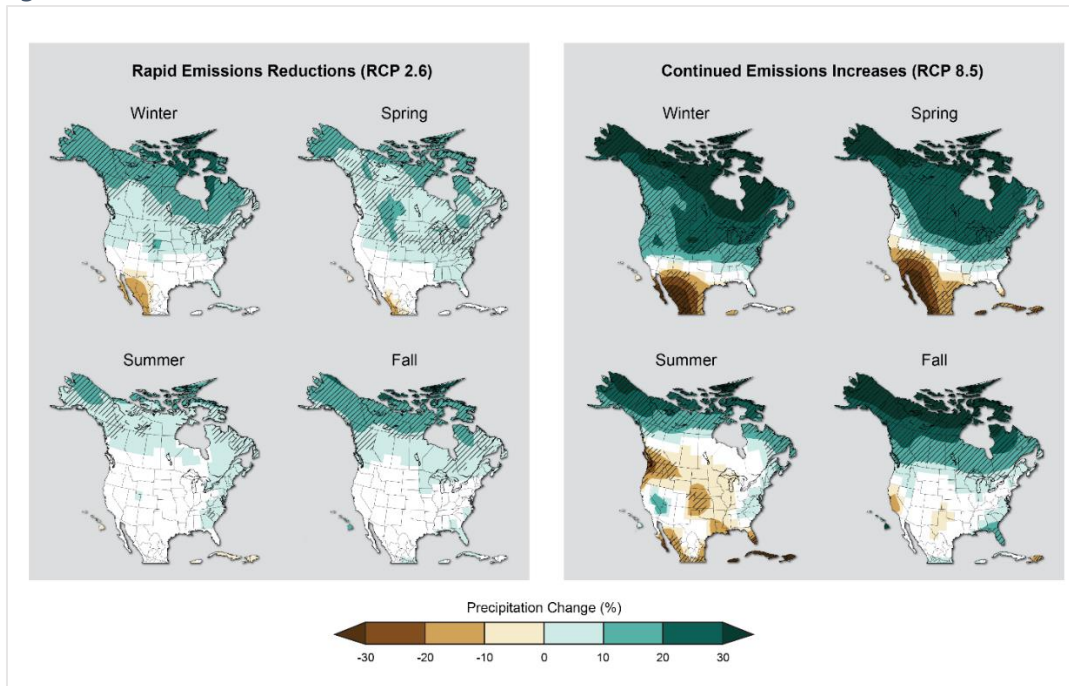 Rapid Emissions Reductions (RCP 2.6)
Winter
Spring
Summer
Fall
Continued Emissions Increases (RCP 8.5)
Winter
Spring
Summer
Fall
Precipitation Change (%)
-30 -20 -10 0 10 20 30